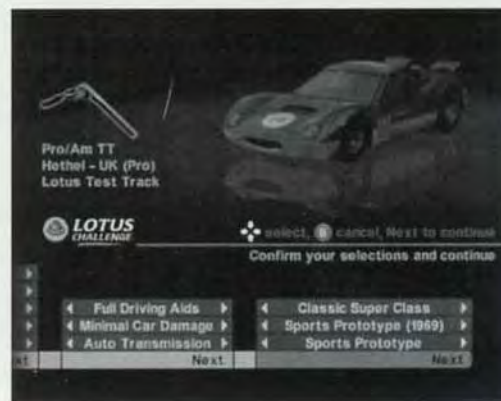 Pro/Am TT
Hethel - UK (Pro)
Lotus Test Track
LOTUS
CHALLENGE
select, B cancel, Next to continue
Confirm your selections and continue
Full Driving Aids
Minimal Car Damage
Auto Transmission
Next
Classic Super Class
Sports Prototype (1969)
Sports Prototype
Next